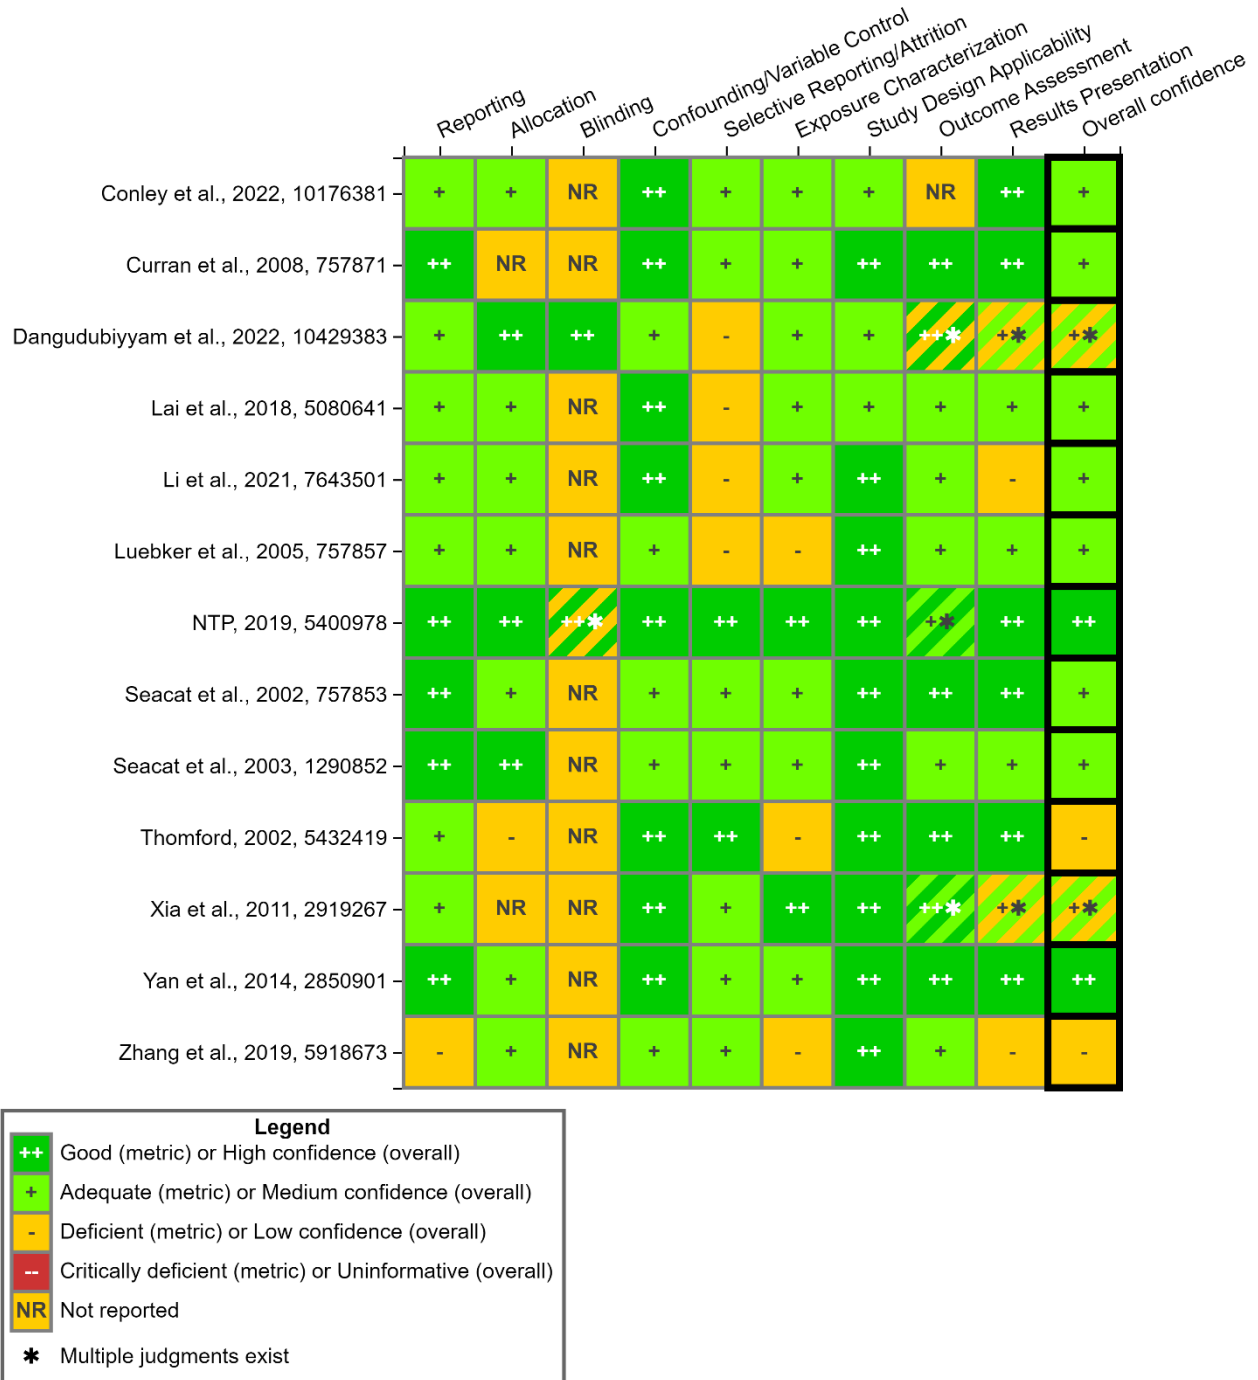 Reporting
Allocation
Blinding
Confounding/Variable Control
Selective Reporting/Attrition
Exposure Characterization
Study Design Applicability
Outcome Assessment
Results Presentation
Overall confidence
Conley et al., 2022, 10176381 + + NR ++ + + + NR ++ +
Curran et al., 2008, 757871 ++ NR NR ++ + + ++ ++ ++ +
Dangudubiyyam et al., 2022, 10429383 + ++ ++ + - + + ++✱ +✱ +✱
Lai et al., 2018, 5080641 + + NR ++ - + + + + +
Li et al., 2021, 7643501 + + NR ++ - + ++ + - +
Luebker et al., 2005, 757857 + + NR + - - ++ + + +
NTP, 2019, 5400978 ++ ++ ++✱ ++ ++ ++ ++ +✱ ++ ++
Seacat et al., 2002, 757853 ++ + NR + + + ++ ++ ++ +
Seacat et al., 2003, 1290852 ++ ++ NR + + + ++ + + +
Thomford, 2002, 5432419 + - NR ++ ++ - ++ ++ ++ -
Xia et al., 2011, 2919267 + NR NR ++ + ++ ++ ++✱ +✱ +✱
Yan et al., 2014, 2850901 ++ + NR ++ + + ++ ++ ++ ++
Zhang et al., 2019, 5918673 - + NR + + - ++ + - -
Legend
++ Good (metric) or High confidence (overall)
+ Adequate (metric) or Medium confidence (overall)
- Deficient (metric) or Low confidence (overall)
-- Critically deficient (metric) or Uninformative (overall)
NR Not reported
✱ Multiple judgments exist